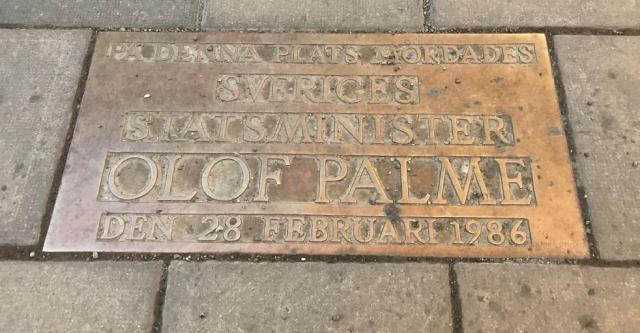 PÅ DENNA PLATS MÖRDADES
SVERIGES
STATSMINISTER
OLOF PALME
DEN 28 FEBRUARI 1986